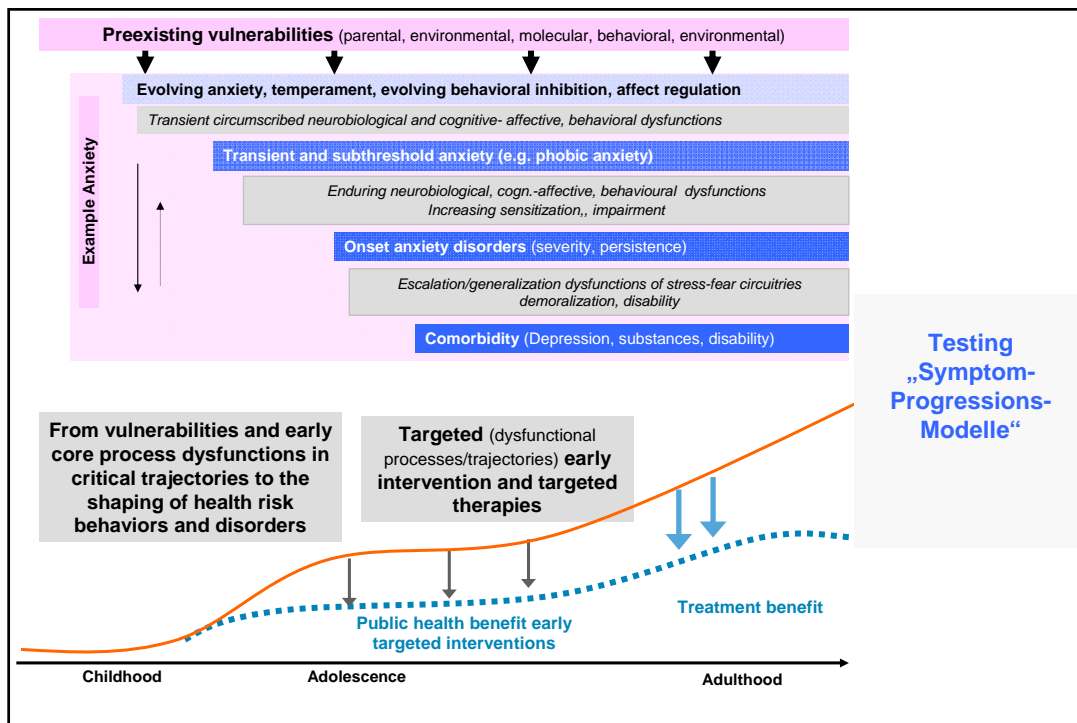 Preexisting vulnerabilities (parental, environmental, molecular, behavioral, environmental)
Example Anxiety
Evolving anxiety, temperament, evolving behavioral inhibition, affect regulation
Transient circumscribed neurobiological and cognitive- affective, behavioral dysfunctions
Transient and subthreshold anxiety (e.g. phobic anxiety)
Enduring neurobiological, cogn.-affective, behavioural dysfunctions
Increasing sensitization,, impairment
Onset anxiety disorders (severity, persistence)
Escalation/generalization dysfunctions of stress-fear circuitries
demoralization, disability
Comorbidity (Depression, substances, disability)
Testing
„Symptom-
Progressions-
Modelle“
From vulnerabilities and early
core process dysfunctions in
critical trajectories to the
shaping of health risk
behaviors and disorders
Targeted (dysfunctional
processes/trajectories) early
intervention and targeted
therapies
Public health benefit early
targeted interventions
Treatment benefit
Childhood
Adolescence
Adulthood